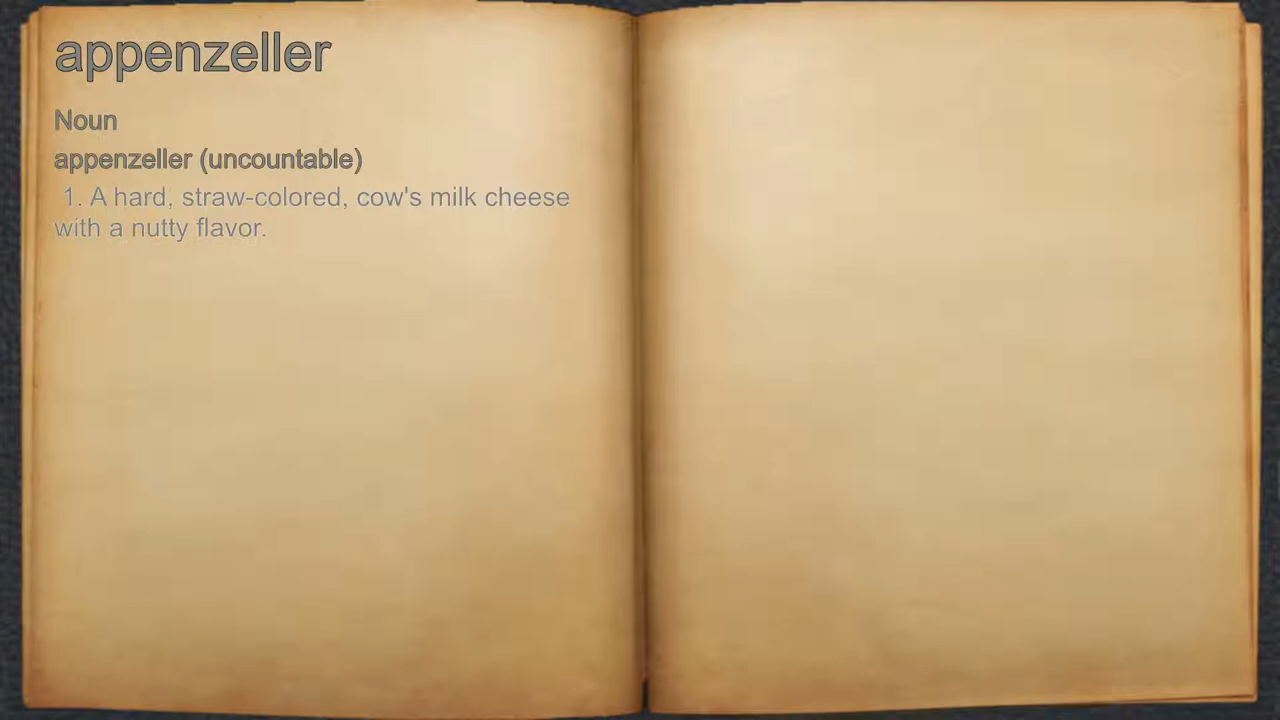 appenzeller
Noun
appenzeller (uncountable)
1. A hard, straw-colored, cow's milk cheese
with a nutty flavor.